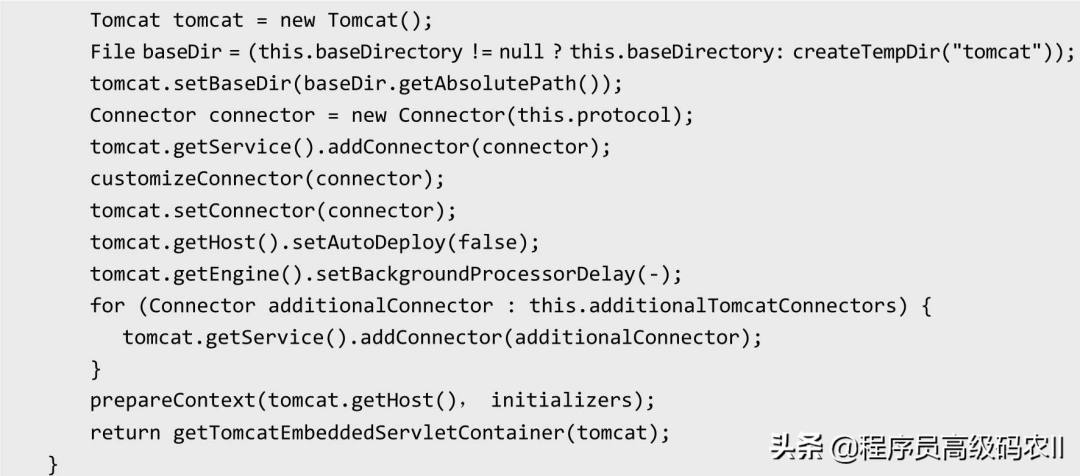 Tomcat tomcat = new Tomcat();
File baseDir = (this.baseDirectory != null ? this.baseDirectory: createTempDir("tomcat"));
tomcat.setBaseDir(baseDir.getAbsolutePath());
Connector connector = new Connector(this.protocol);
tomcat.getService().addConnector(connector);
customizeConnector(connector);
tomcat.setConnector(connector);
tomcat.getHost().setAutoDeploy(false);
tomcat.getEngine().setBackgroundProcessorDelay(-);
for (Connector additionalConnector : this.additionalTomcatConnectors) {
tomcat.getService().addConnector(additionalConnector);
}
prepareContext(tomcat.getHost(), initializers);
return getTomcatEmbeddedServletContainer(tomcat);
}
头条 @程序员高级码农II